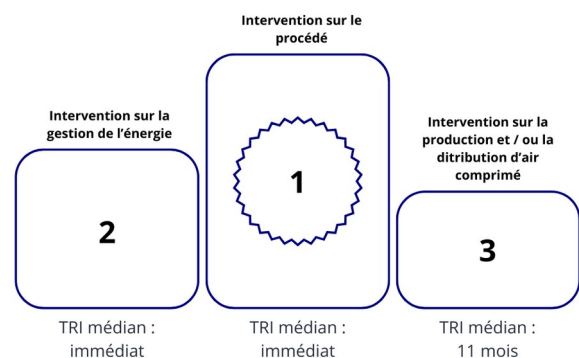 Intervention sur le
procédé
1
TRI médian :
immédiat
Intervention sur la
gestion de l'énergie
2
TRI médian :
immédiat
Intervention sur la
production et / ou la
ditribution d'air
comprimé
3
TRI médian :
11 mois